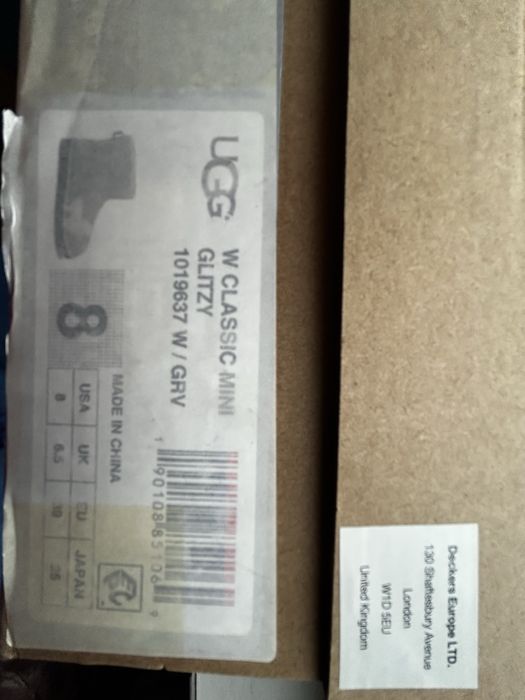 UGG
W CLASSIC MINI
GLITZY
1019637 W / GRV
8
MADE IN CHINA
USA UK EU JAPAN
8 6.5 39 25
Deckers Europe LTD.
130 Shaftesbury Avenue
London
W1D 5EU
United Kingdom